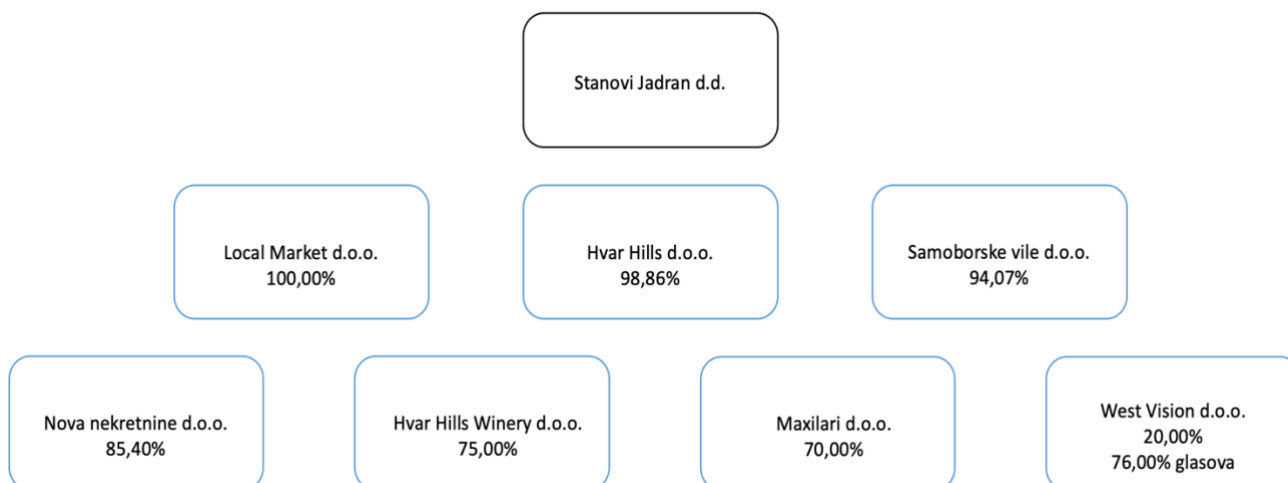 Stanovi Jadran d.d.
Local Market d.o.o.
100,00%
Hvar Hills d.o.o.
98,86%
Samoborske vile d.o.o.
94,07%
Nova nekretnine d.o.o.
85,40%
Hvar Hills Winery d.o.o.
75,00%
Maxilari d.o.o.
70,00%
West Vision d.o.o.
20,00%
76,00% glasova